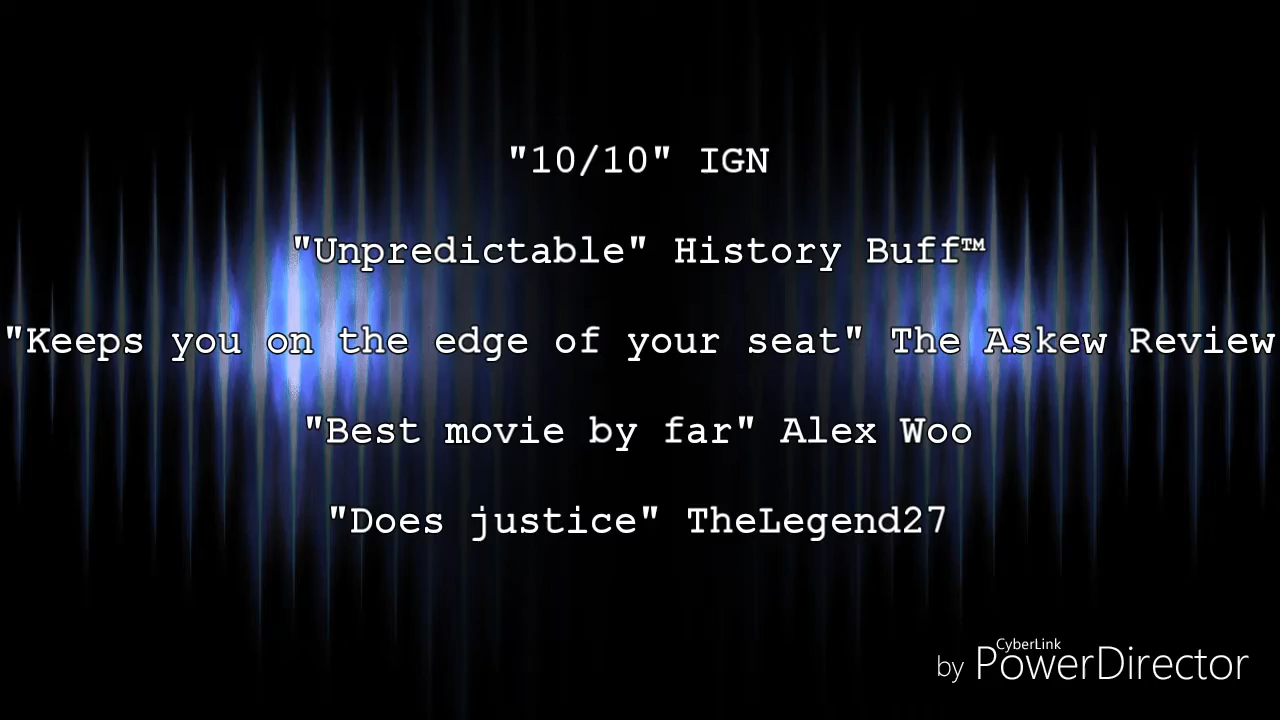 "10/10" IGN
"Unpredictable" History Buff™
"Keeps you on the edge of your seat" The Askew Review
"Best movie by far" Alex Woo
"Does justice" TheLegend27
CyberLink
by PowerDirector